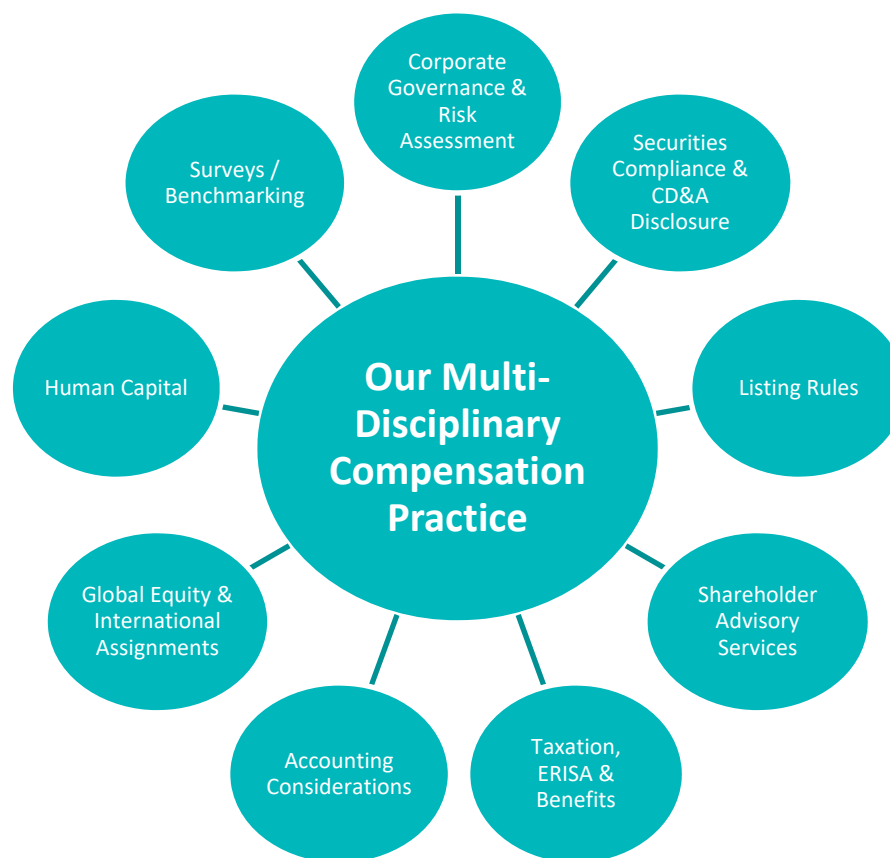 Corporate
Governance &
Risk
Assessment
Securities
Compliance &
CD&A
Disclosure
Listing Rules
Shareholder
Advisory
Services
Taxation,
ERISA &
Benefits
Accounting
Considerations
Global Equity &
International
Assignments
Human Capital
Surveys /
Benchmarking
Our Multi-
Disciplinary
Compensation
Practice